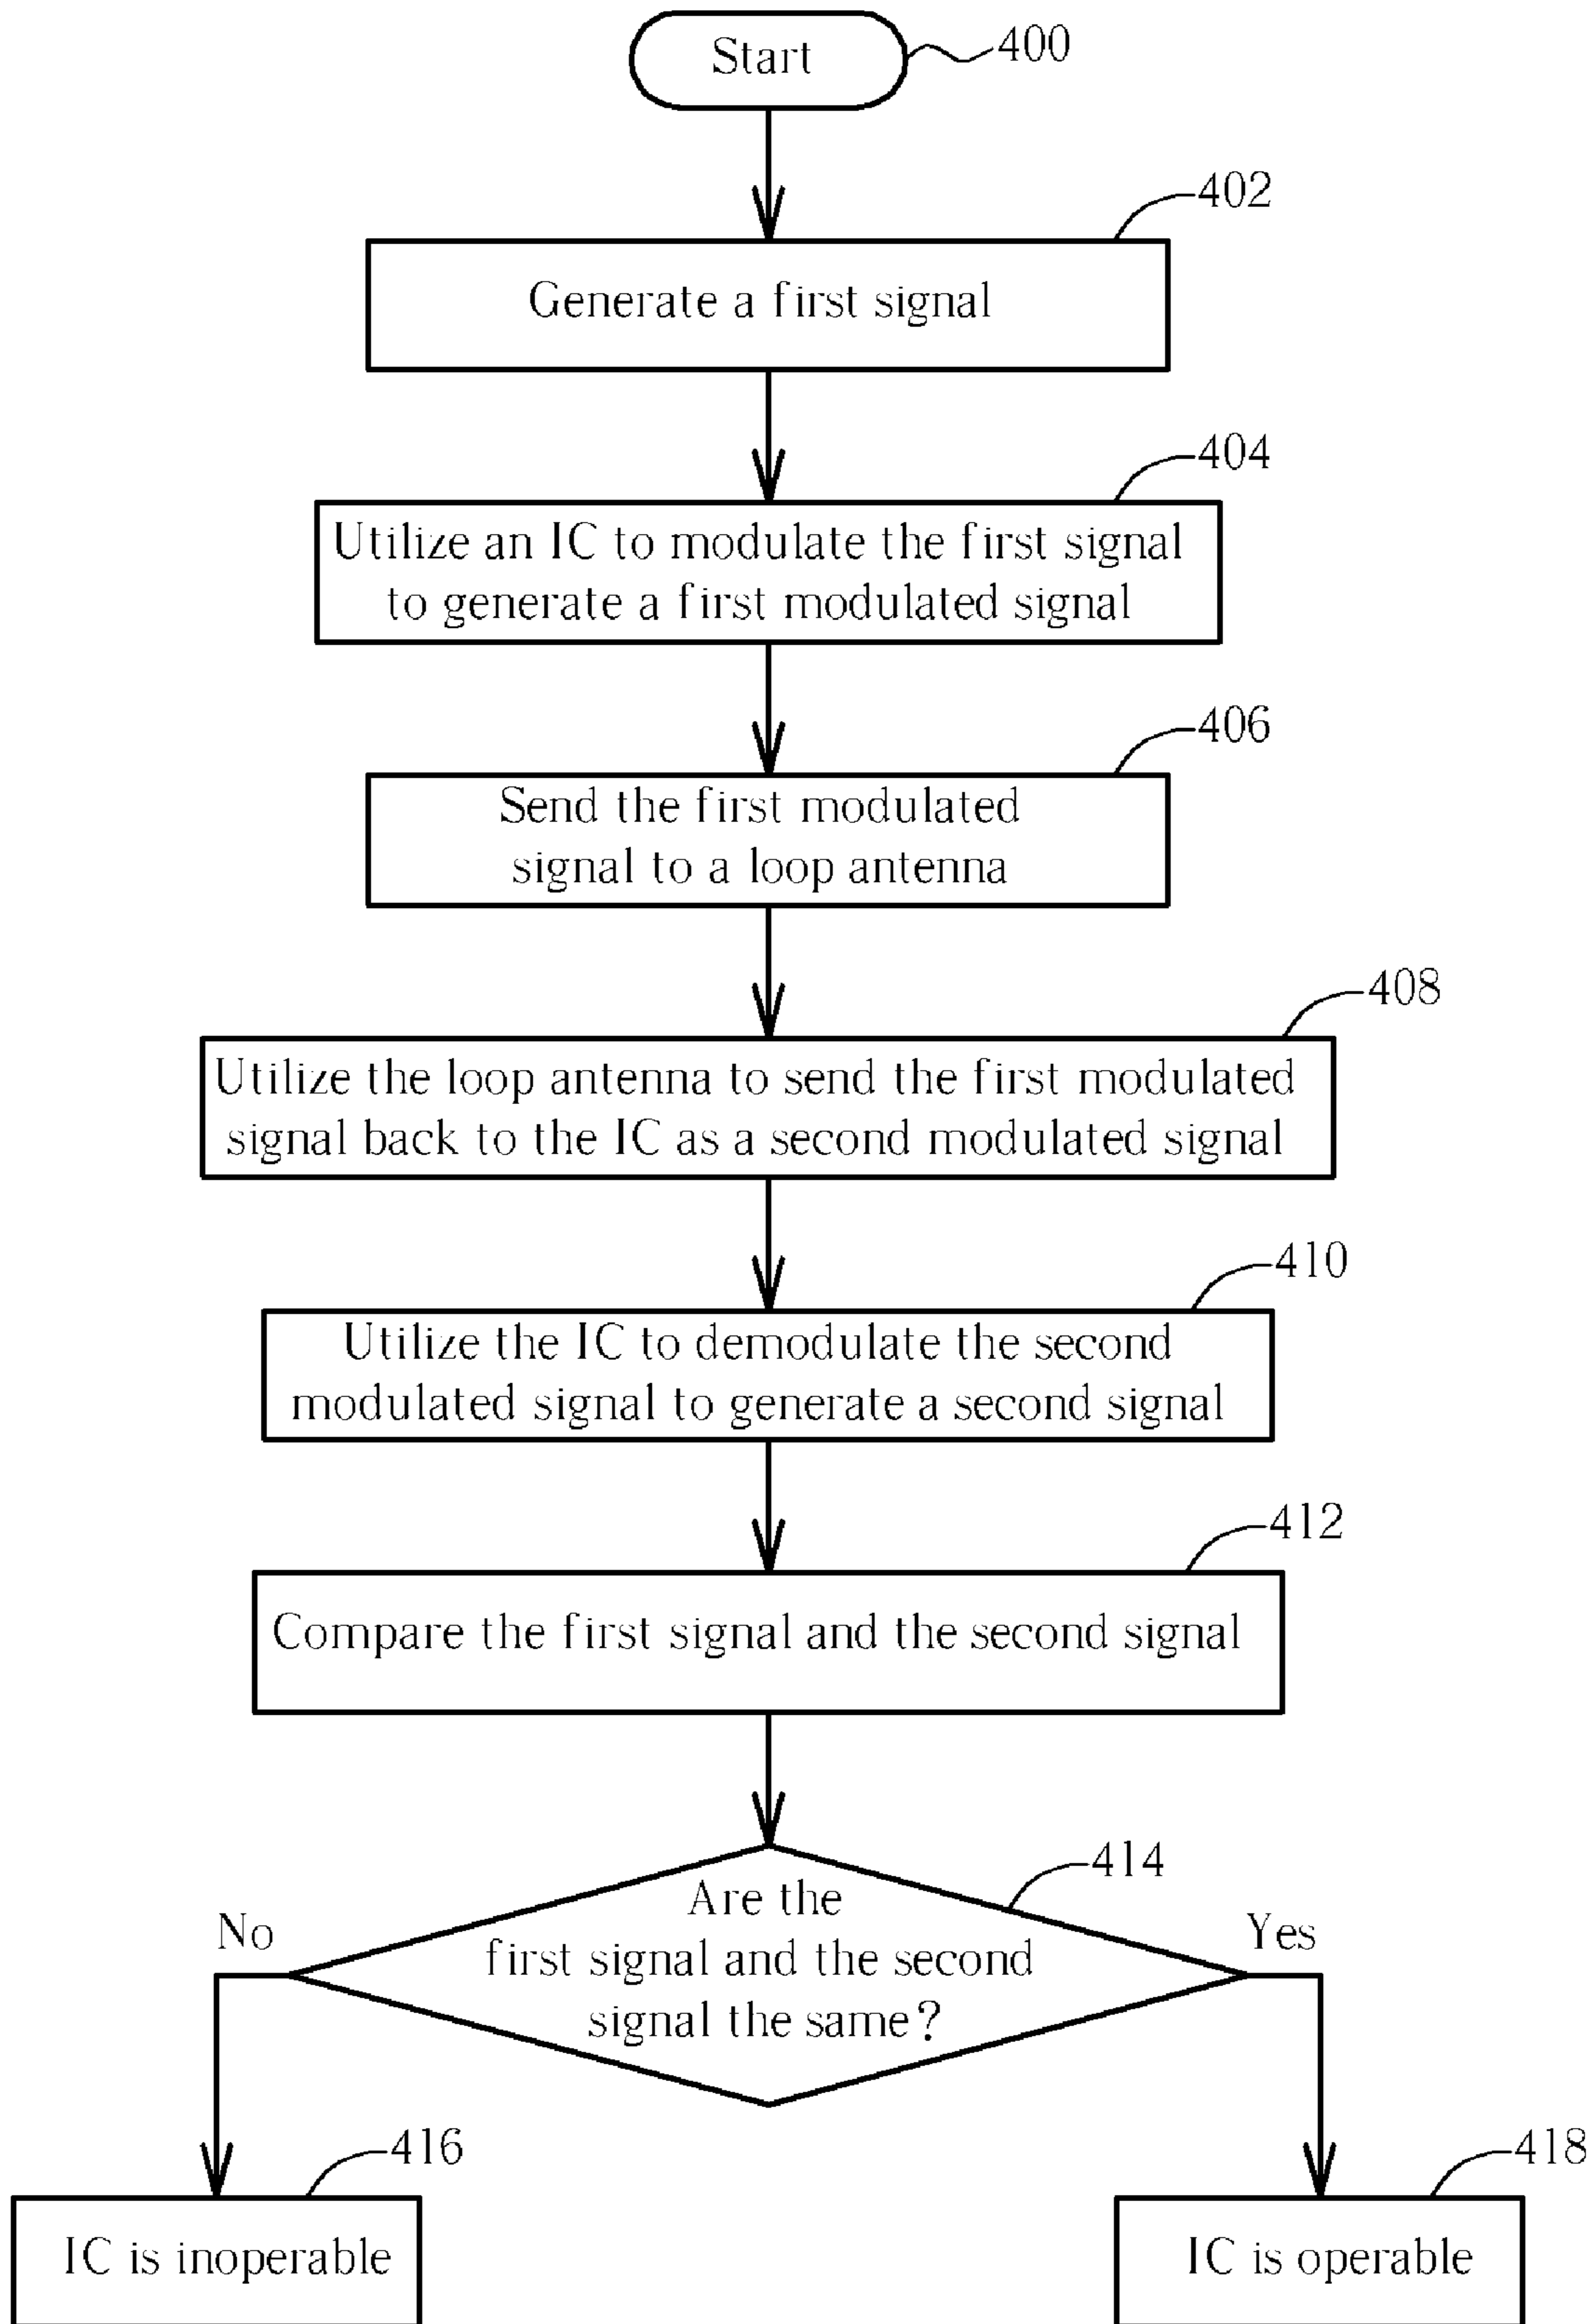 Start
400
402
Generate a first signal
404
Utilize an IC to modulate the first signal
to generate a first modulated signal
406
Send the first modulated
signal to a loop antenna
408
Utilize the loop antenna to send the first modulated
signal back to the IC as a second modulated signal
410
Utilize the IC to demodulate the second
modulated signal to generate a second signal
412
Compare the first signal and the second signal
414
Are the
first signal and the second
signal the same?
No
Yes
416
IC is inoperable
418
IC is operable